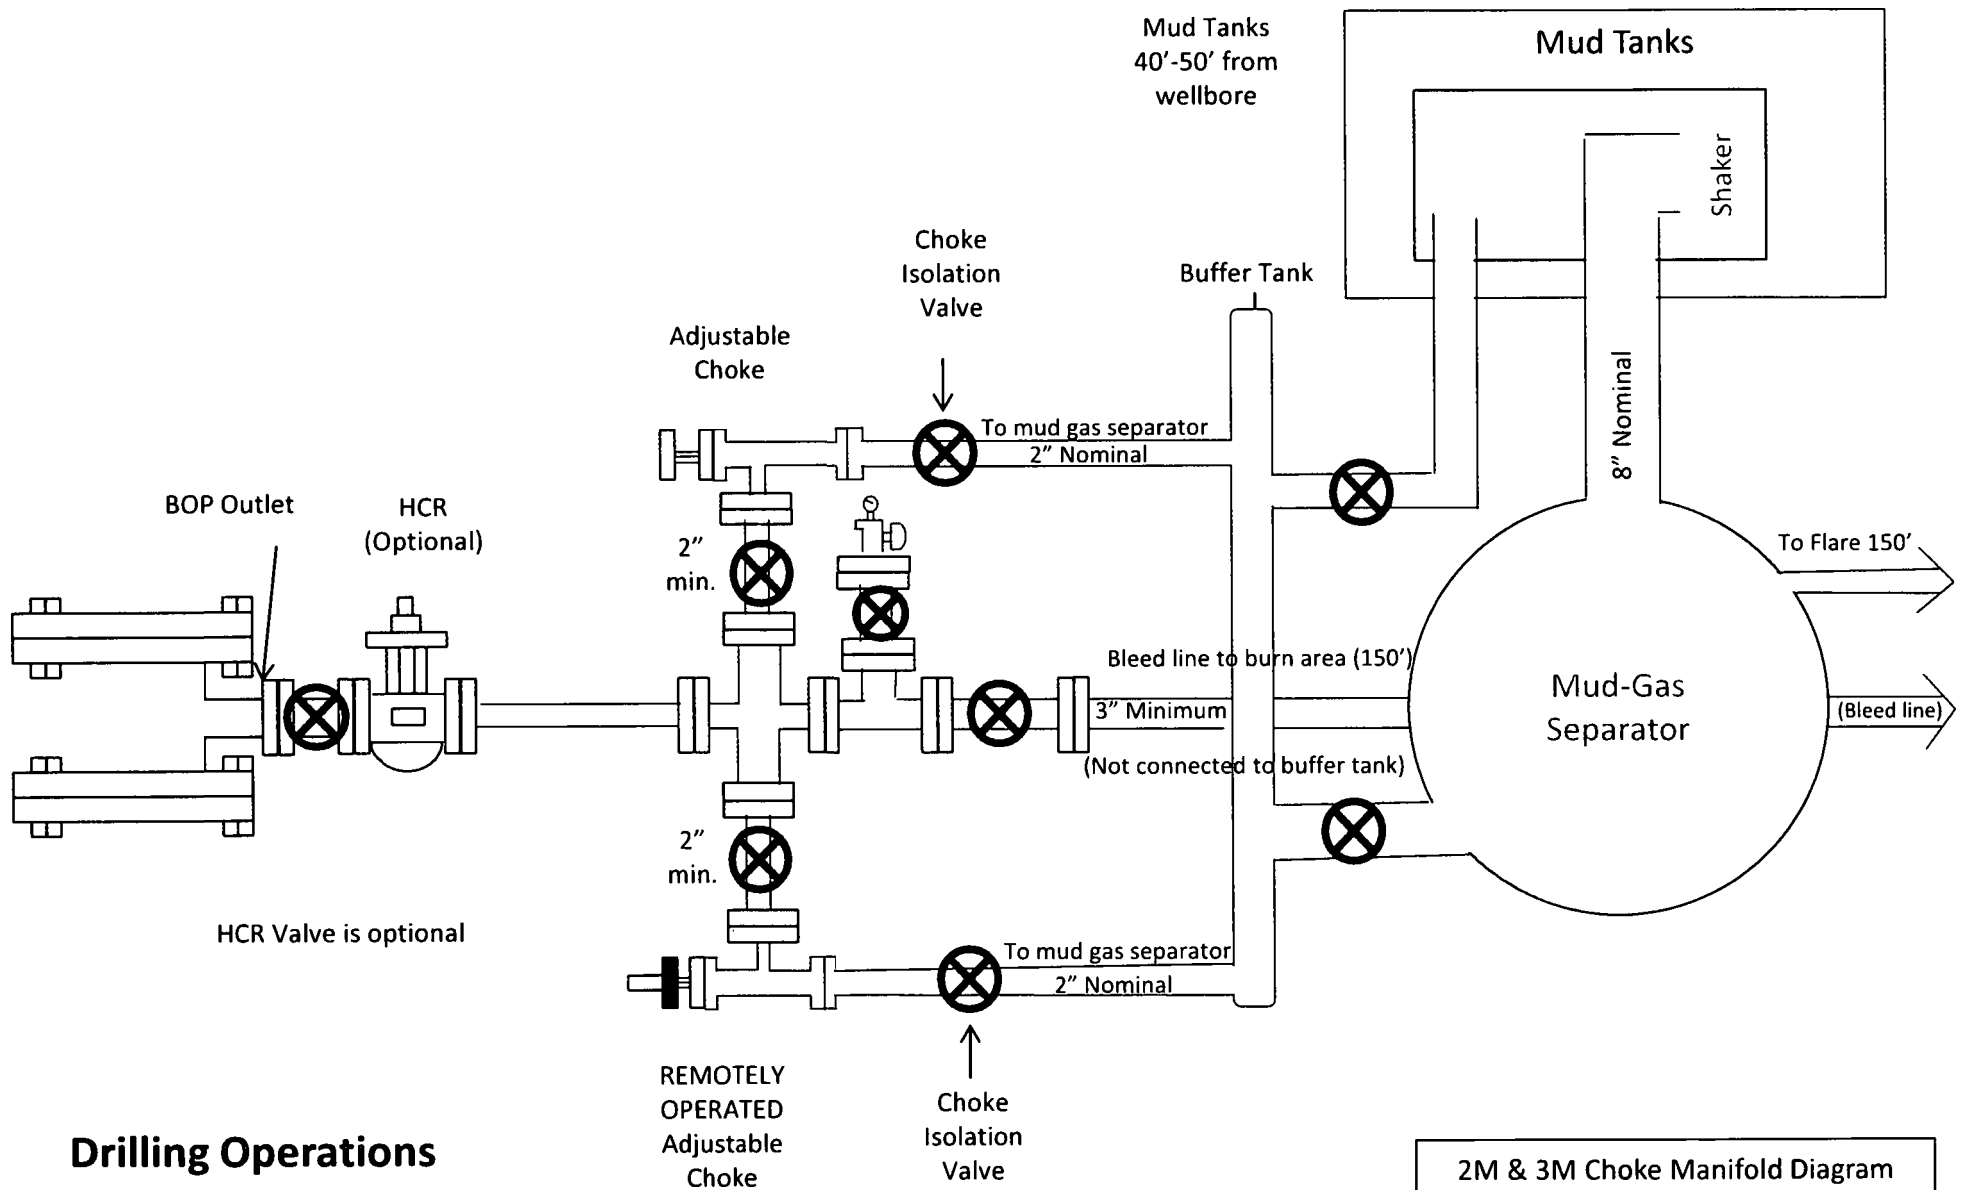 Mud Tanks
40'-50' from
wellbore
Mud Tanks
Shaker
Choke
Isolation
Valve
Buffer Tank
Adjustable
Choke
To mud gas separator
2" Nominal
8" Nominal
BOP Outlet
HCR
(Optional)
2"
min.
To Flare 150'
Bleed line to burn area (150')
3" Minimum
(Not connected to buffer tank)
Mud-Gas
Separator
(Bleed line)
2"
min.
HCR Valve is optional
To mud gas separator
2" Nominal
REMOTELY
OPERATED
Adjustable
Choke
Choke
Isolation
Valve
Drilling Operations
2M & 3M Choke Manifold Diagram